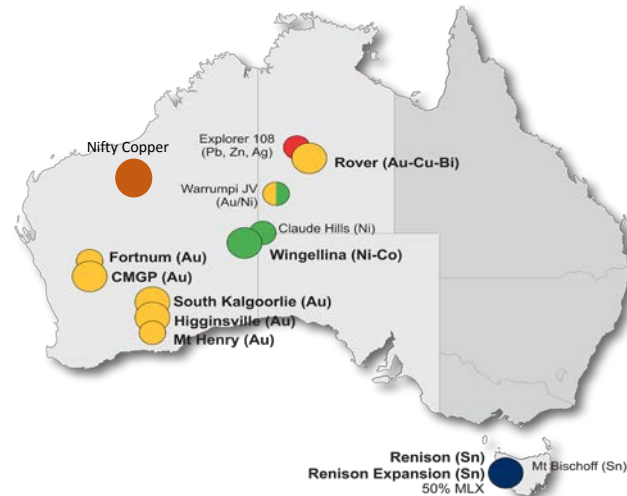 Nifty Copper
Explorer 108
(Pb, Zn, Ag)
Rover (Au-Cu-Bi)
Warrumpi JV
(Au/Ni)
Claude Hills (Ni)
Wingellina (Ni-Co)
Fortnum (Au)
CMGP (Au)
South Kalgoorlie (Au)
Higginsville (Au)
Mt Henry (Au)
Renison (Sn)
Mt Bischoff (Sn)
Renison Expansion (Sn)
50% MLX